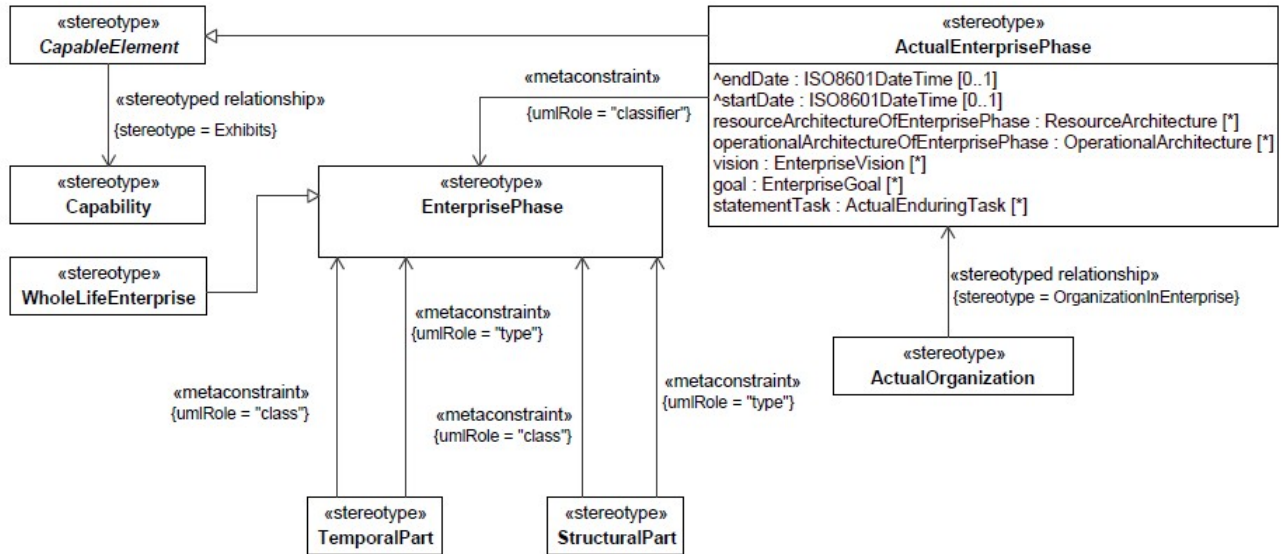 «stereotype»
CapableElement
«stereotype»
ActualEnterprisePhase
^endDate : ISO8601DateTime [0..1]
^startDate : ISO8601DateTime [0..1]
resourceArchitectureOfEnterprisePhase : ResourceArchitecture [*]
operationalArchitectureOfEnterprisePhase : OperationalArchitecture [*]
vision : EnterpriseVision [*]
goal : EnterpriseGoal [*]
statementTask : ActualEnduringTask [*]
«metaconstraint»
{umlRole = "classifier"}
«stereotyped relationship»
{stereotype = Exhibits}
«stereotype»
Capability
«stereotype»
EnterprisePhase
«stereotype»
WholeLifeEnterprise
«stereotyped relationship»
{stereotype = OrganizationInEnterprise}
«metaconstraint»
{umlRole = "type"}
«stereotype»
ActualOrganization
«metaconstraint»
{umlRole = "class"}
«metaconstraint»
{umlRole = "class"}
«metaconstraint»
{umlRole = "type"}
«stereotype»
TemporalPart
«stereotype»
StructuralPart